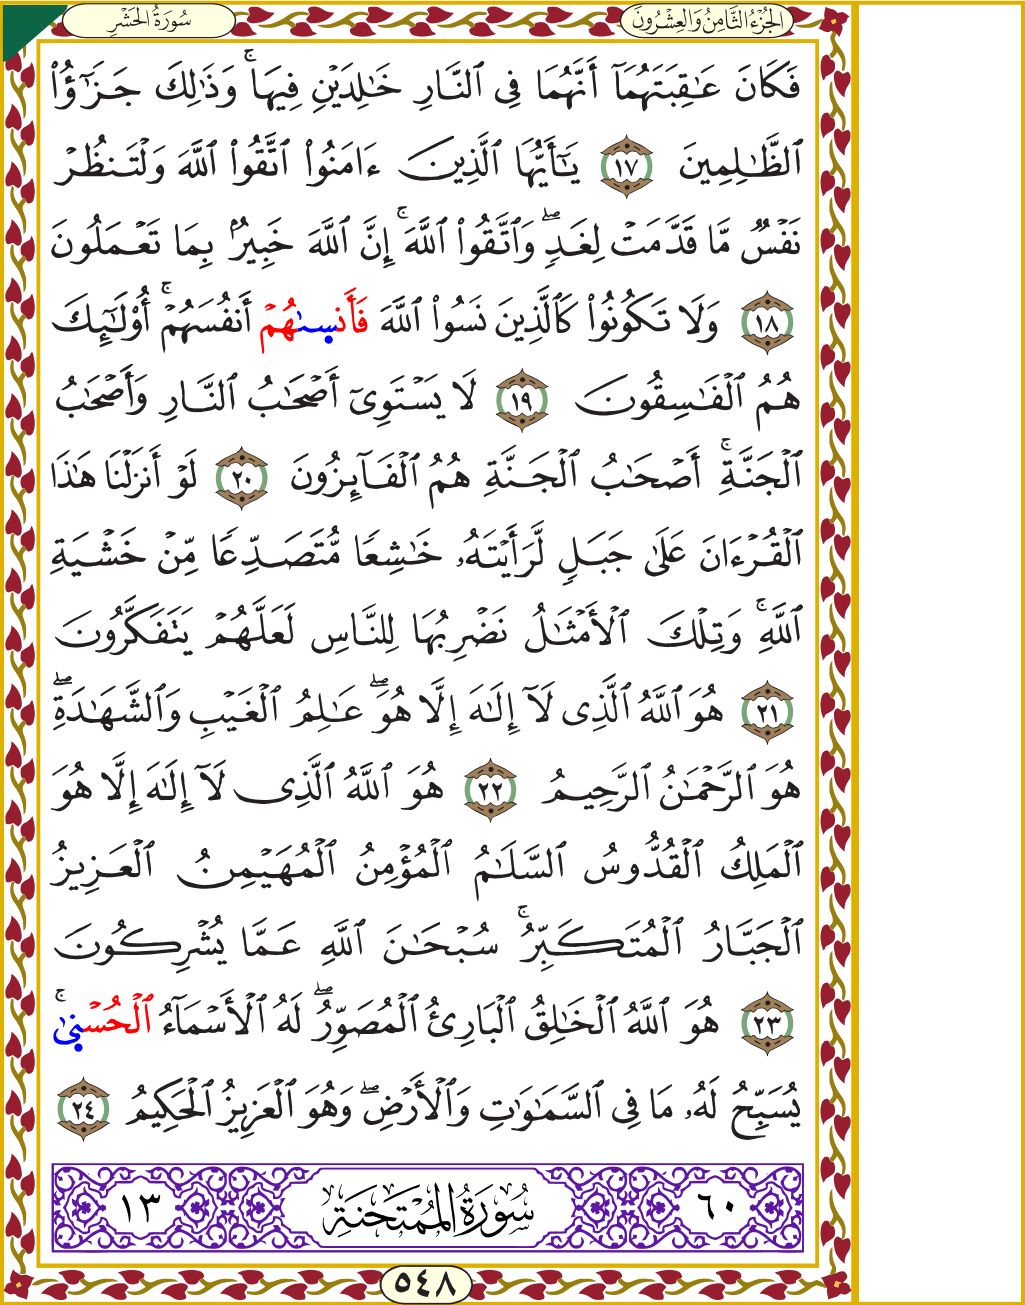 الجُزْءُ الثَّامِنُ وَالعِشْرُونَ
سُورَةُ الحَشْرِ
فَكَانَ عَٰقِبَتَهُمَآ أَنَّهُمَا فِى ٱلنَّارِ خَٰلِدَيْنِ فِيهَا ۚ وَذَٰلِكَ جَزَٰٓؤُا۟
ٱلظَّٰلِمِينَ ١٧ يَٰٓأَيُّهَا ٱلَّذِينَ ءَامَنُوا۟ ٱتَّقُوا۟ ٱللَّهَ وَلْتَنظُرْ
نَفْسٌ مَّا قَدَّمَتْ لِغَدٍ ۖ وَٱتَّقُوا۟ ٱللَّهَ ۚ إِنَّ ٱللَّهَ خَبِيرٌۢ بِمَا تَعْمَلُونَ
١٨ وَلَا تَكُونُوا۟ كَٱلَّذِينَ نَسُوا۟ ٱللَّهَ فَأَنسىٰهُمْ أَنفُسَهُمْ ۚ أُو۟لَٰٓئِكَ
هُمُ ٱلْفَٰسِقُونَ ١٩ لَا يَسْتَوِىٓ أَصْحَٰبُ ٱلنَّارِ وَأَصْحَٰبُ
ٱلْجَنَّةِ ۚ أَصْحَٰبُ ٱلْجَنَّةِ هُمُ ٱلْفَآئِزُونَ ٢٠ لَوْ أَنزَلْنَا هَٰذَا
ٱلْقُرْءَانَ عَلَىٰ جَبَلٍ لَّرَأَيْتَهُۥ خَٰشِعًا مُّتَصَدِّعًا مِّنْ خَشْيَةِ
ٱللَّهِ ۚ وَتِلْكَ ٱلْأَمْثَٰلُ نَضْرِبُهَا لِلنَّاسِ لَعَلَّهُمْ يَتَفَكَّرُونَ
٢١ هُوَ ٱللَّهُ ٱلَّذِى لَآ إِلَٰهَ إِلَّا هُوَ ۖ عَٰلِمُ ٱلْغَيْبِ وَٱلشَّهَٰدَةِ ۖ
هُوَ ٱلرَّحْمَٰنُ ٱلرَّحِيمُ ٢٢ هُوَ ٱللَّهُ ٱلَّذِى لَآ إِلَٰهَ إِلَّا هُوَ
ٱلْمَلِكُ ٱلْقُدُّوسُ ٱلسَّلَٰمُ ٱلْمُؤْمِنُ ٱلْمُهَيْمِنُ ٱلْعَزِيزُ
ٱلْجَبَّارُ ٱلْمُتَكَبِّرُ ۚ سُبْحَٰنَ ٱللَّهِ عَمَّا يُشْرِكُونَ
٢٣ هُوَ ٱللَّهُ ٱلْخَٰلِقُ ٱلْبَارِئُ ٱلْمُصَوِّرُ ۖ لَهُ ٱلْأَسْمَآءُ ٱلْحُسْنىٰ ۚ
يُسَبِّحُ لَهُۥ مَا فِى ٱلسَّمَٰوَٰتِ وَٱلْأَرْضِ ۖ وَهُوَ ٱلْعَزِيزُ ٱلْحَكِيمُ ٢٤
٦٠ سُورَةُ المُمْتَحَنَةِ ١٣
٥٤٨